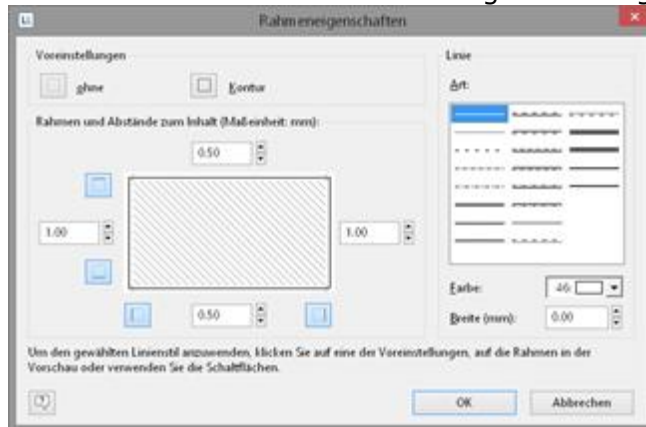 Rahmeneigenschaften
Voreinstellungen
ohne
Kontur
Rahmen und Abstände zum Inhalt (Maßeinheit: mm):
0.50
1.00
1.00
0.50
Linie
Art:
Farbe:
46:
Breite (mm):
0.00
Um den gewählten Linienstil anzuwenden, klicken Sie auf eine der Voreinstellungen, auf die Rahmen in der
Vorschau oder verwenden Sie die Schaltflächen.
OK
Abbrechen